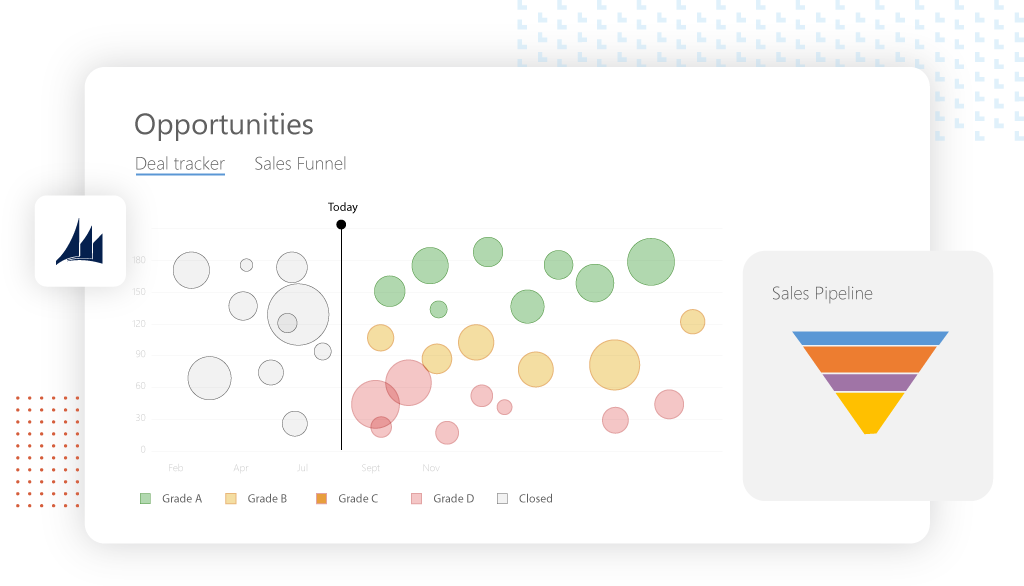 Opportunities
Deal tracker Sales Funnel
Today
180
150
120
90
60
30
0
Feb Apr Jul Sept Nov
Grade A Grade B Grade C Grade D Closed
Sales Pipeline